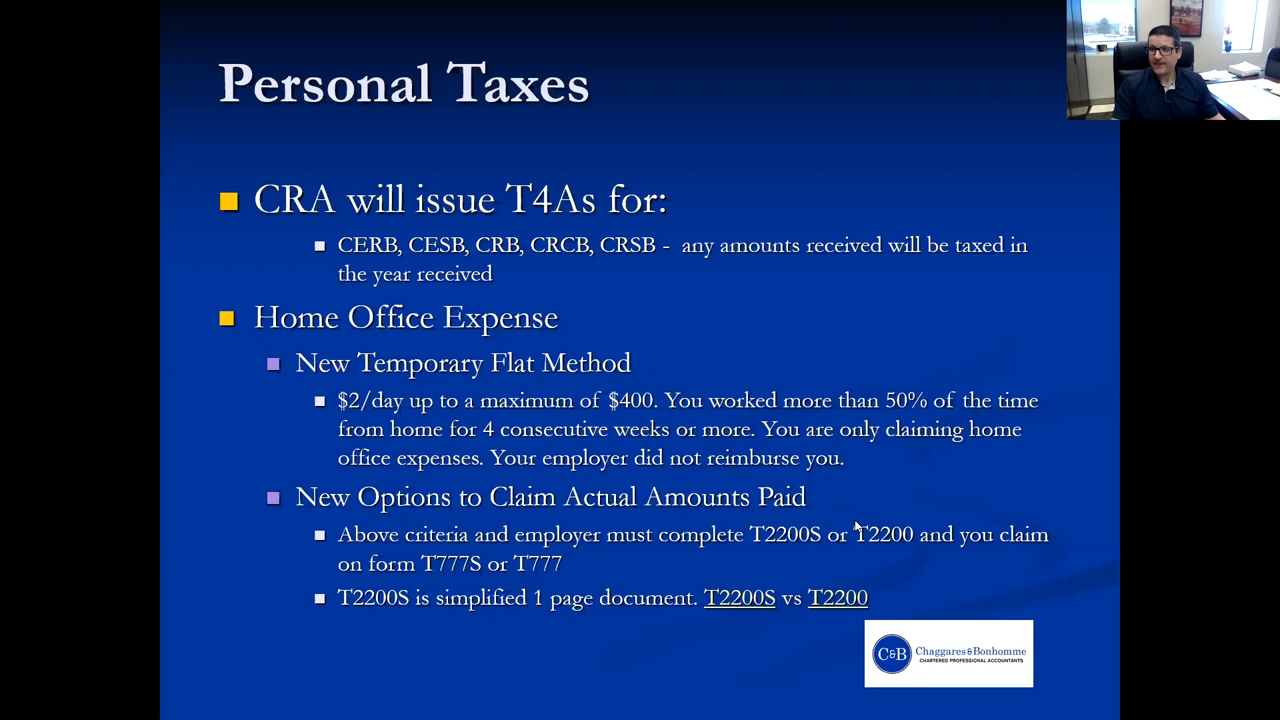 Personal Taxes
CRA will issue T4As for:
CERB, CESB, CRB, CRCB, CRSB - any amounts received will be taxed in
the year received
Home Office Expense
New Temporary Flat Method
$2/day up to a maximum of $400. You worked more than 50% of the time
from home for 4 consecutive weeks or more. You are only claiming home
office expenses. Your employer did not reimburse you.
New Options to Claim Actual Amounts Paid
Above criteria and employer must complete T2200S or T2200 and you claim
on form T777S or T777
T2200S is simplified 1 page document. T2200S vs T2200
C&B
Chaggares & Bonhomme
CHARTERED PROFESSIONAL ACCOUNTANTS